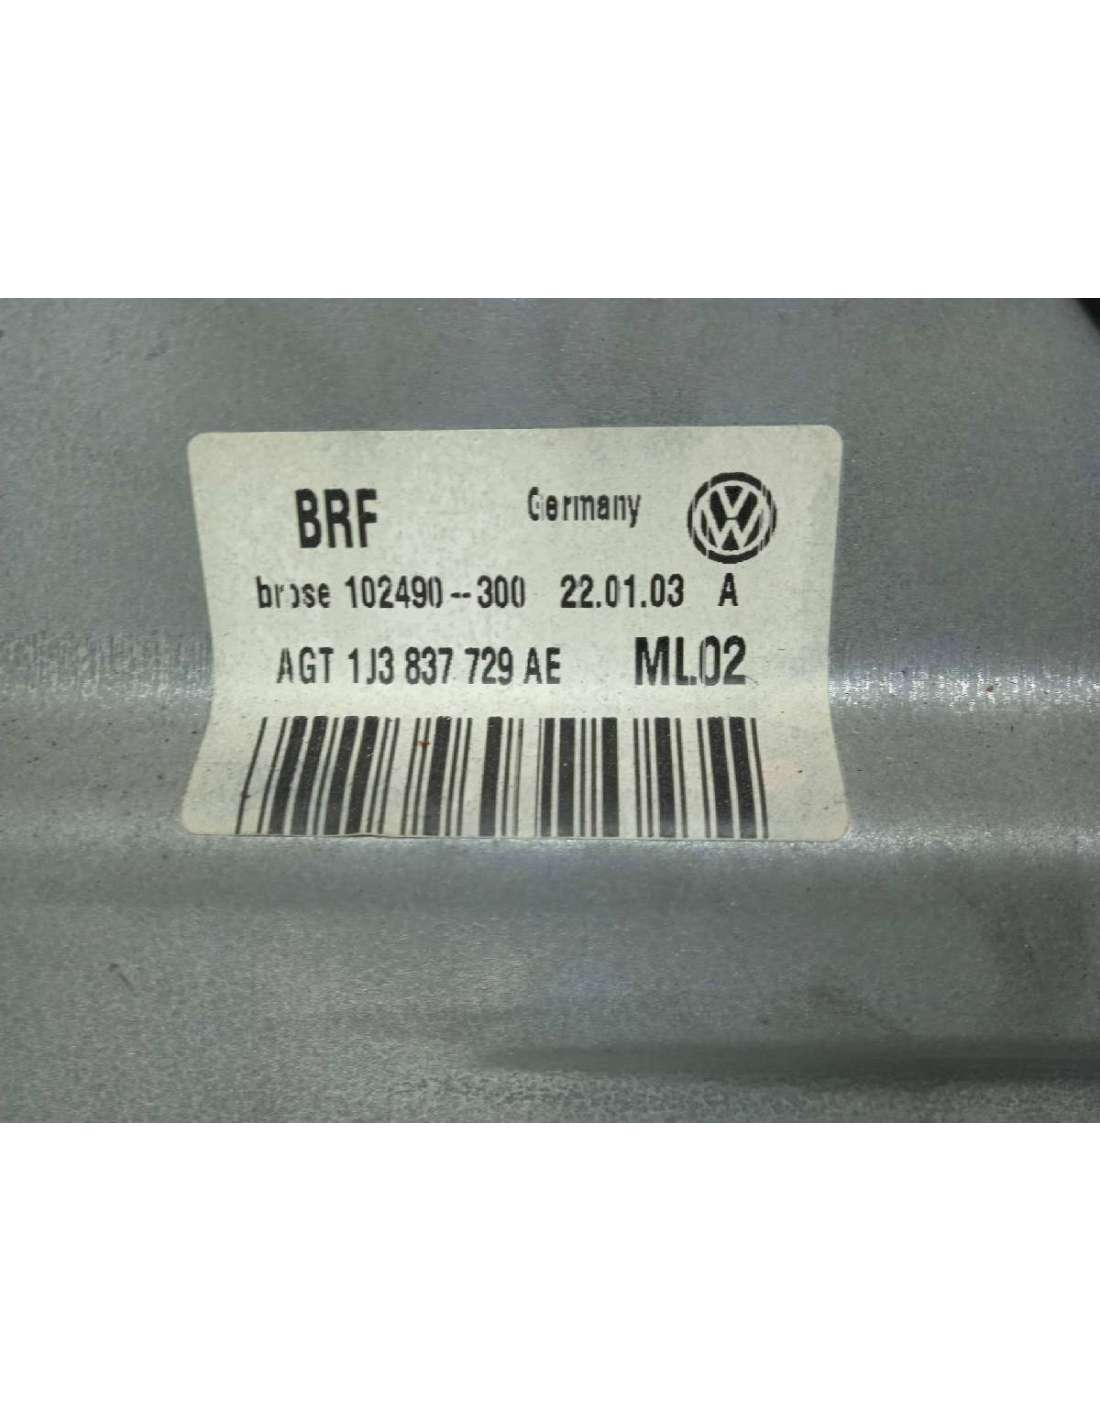 BRF Germany
brose 102490--300 22.01.03 A
AGT 1J3 837 729 AE ML02